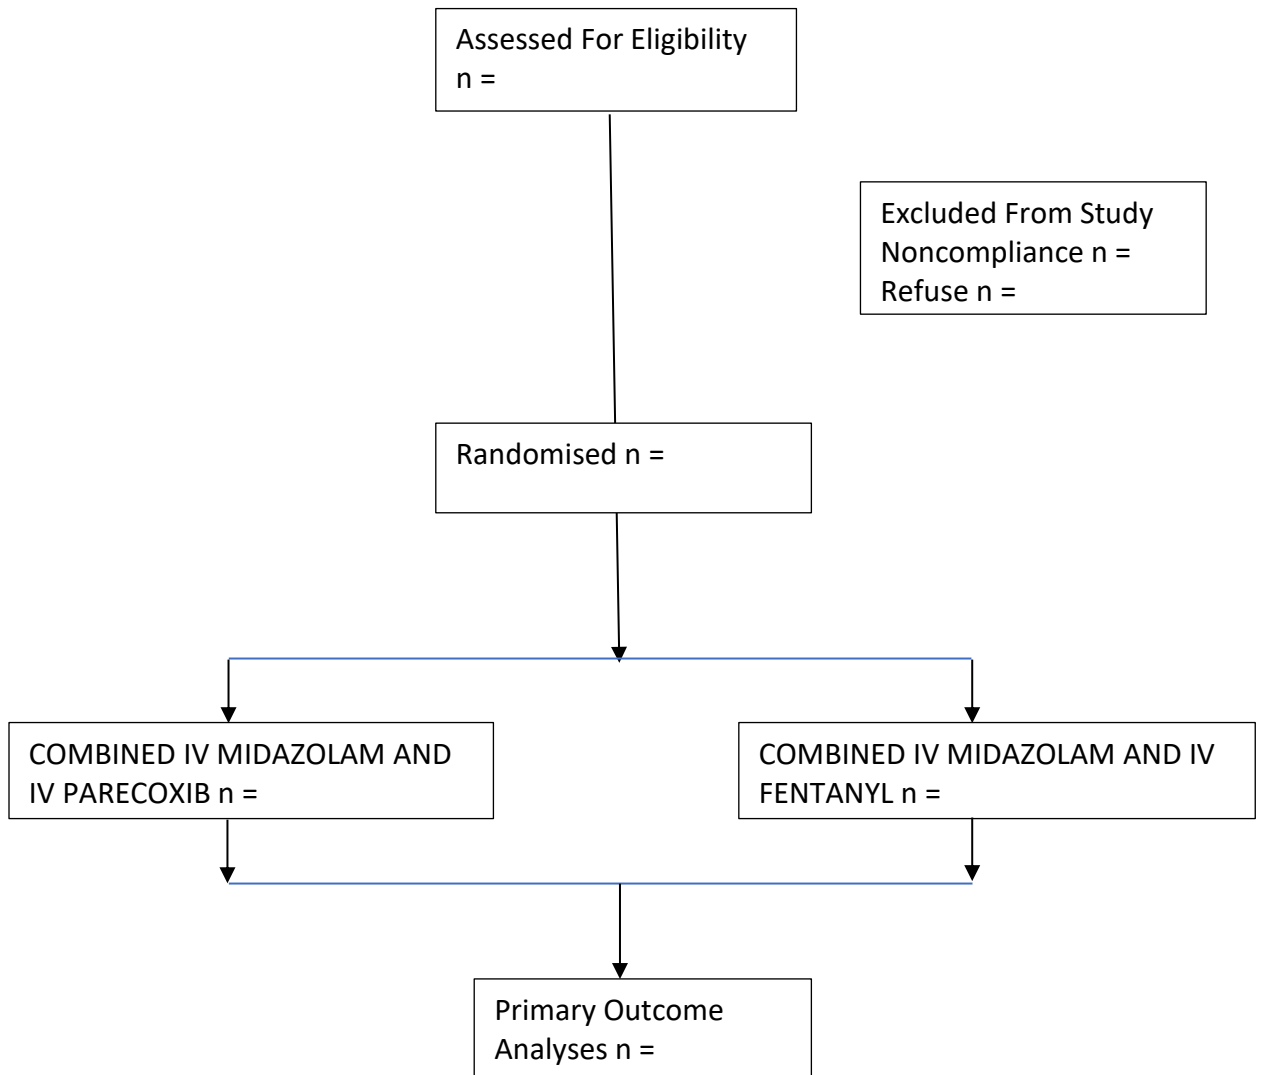 Assessed For Eligibility
n =
Excluded From Study
Noncompliance n =
Refuse n =
Randomised n =
COMBINED IV MIDAZOLAM AND
IV PARECOXIB n =
COMBINED IV MIDAZOLAM AND IV
FENTANYL n =
Primary Outcome
Analyses n =